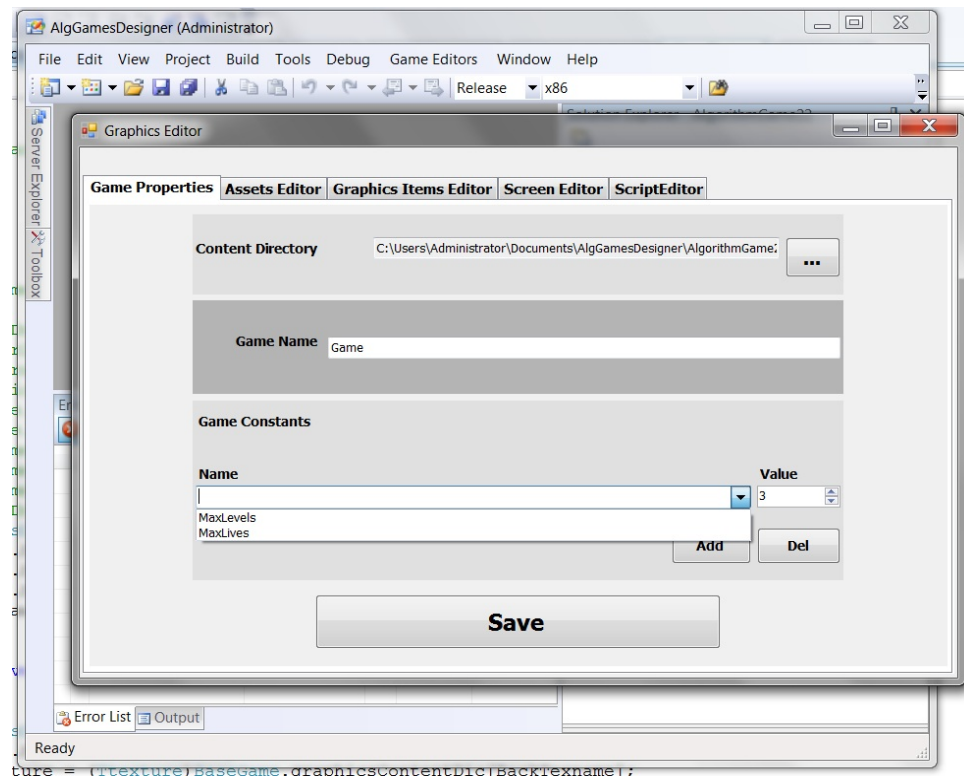 AlgGamesDesigner (Administrator)
File Edit View Project Build Tools Debug Game Editors Window Help
Release x86
Server Explorer
Toolbox
Graphics Editor
Game Properties Assets Editor Graphics Items Editor Screen Editor ScriptEditor
Content Directory C:\Users\Administrator\Documents\AlgGamesDesigner\AlgorithmGame2
...
Game Name Game
Game Constants
Name Value
3
MaxLevels
MaxLives
Add Del
Save
Error List Output
Ready
ture = (Ttexture)BaseGame.graphicsContentDic[BackTexname];